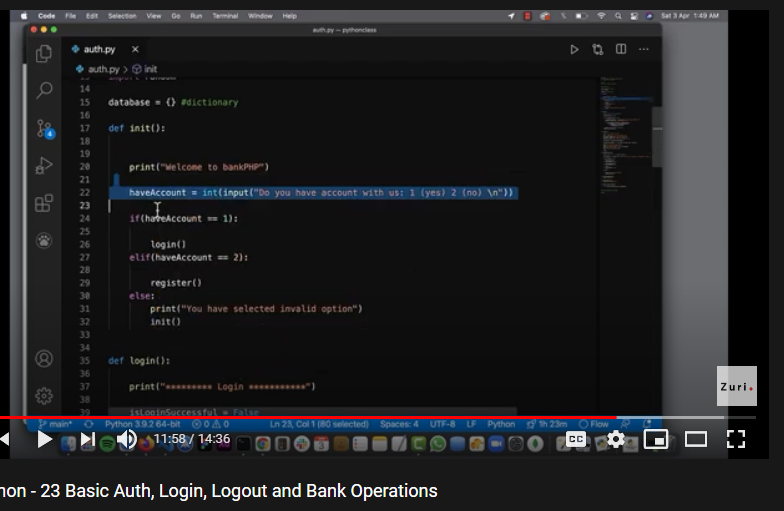 Code File Edit Selection View Go Run Terminal Window Help Sat 3 Apr 1:49 AM
auth.py — pythonclass
auth.py
auth.py > init
14
15 database = {} #dictionary
16
17 def init():
18
19
20 print("Welcome to bankPHP")
21
22 haveAccount = int(input("Do you have account with us: 1 (yes) 2 (no) \n"))
23
24 if(haveAccount == 1):
25
26 login()
27 elif(haveAccount == 2):
28
29 register()
30 else:
31 print("You have selected invalid option")
32 init()
33
34
35 def login():
36
37 print("********* Login ***********")
38
39 isLoginSuccessful = False
4
Zuri.
main* Python 3.9.2 64-bit 0 0 Ln 23, Col 1 (80 selected) Spaces: 4 UTF-8 LF Python 1h 23m Flow
11:58 / 14:36 CC
non - 23 Basic Auth, Login, Logout and Bank Operations